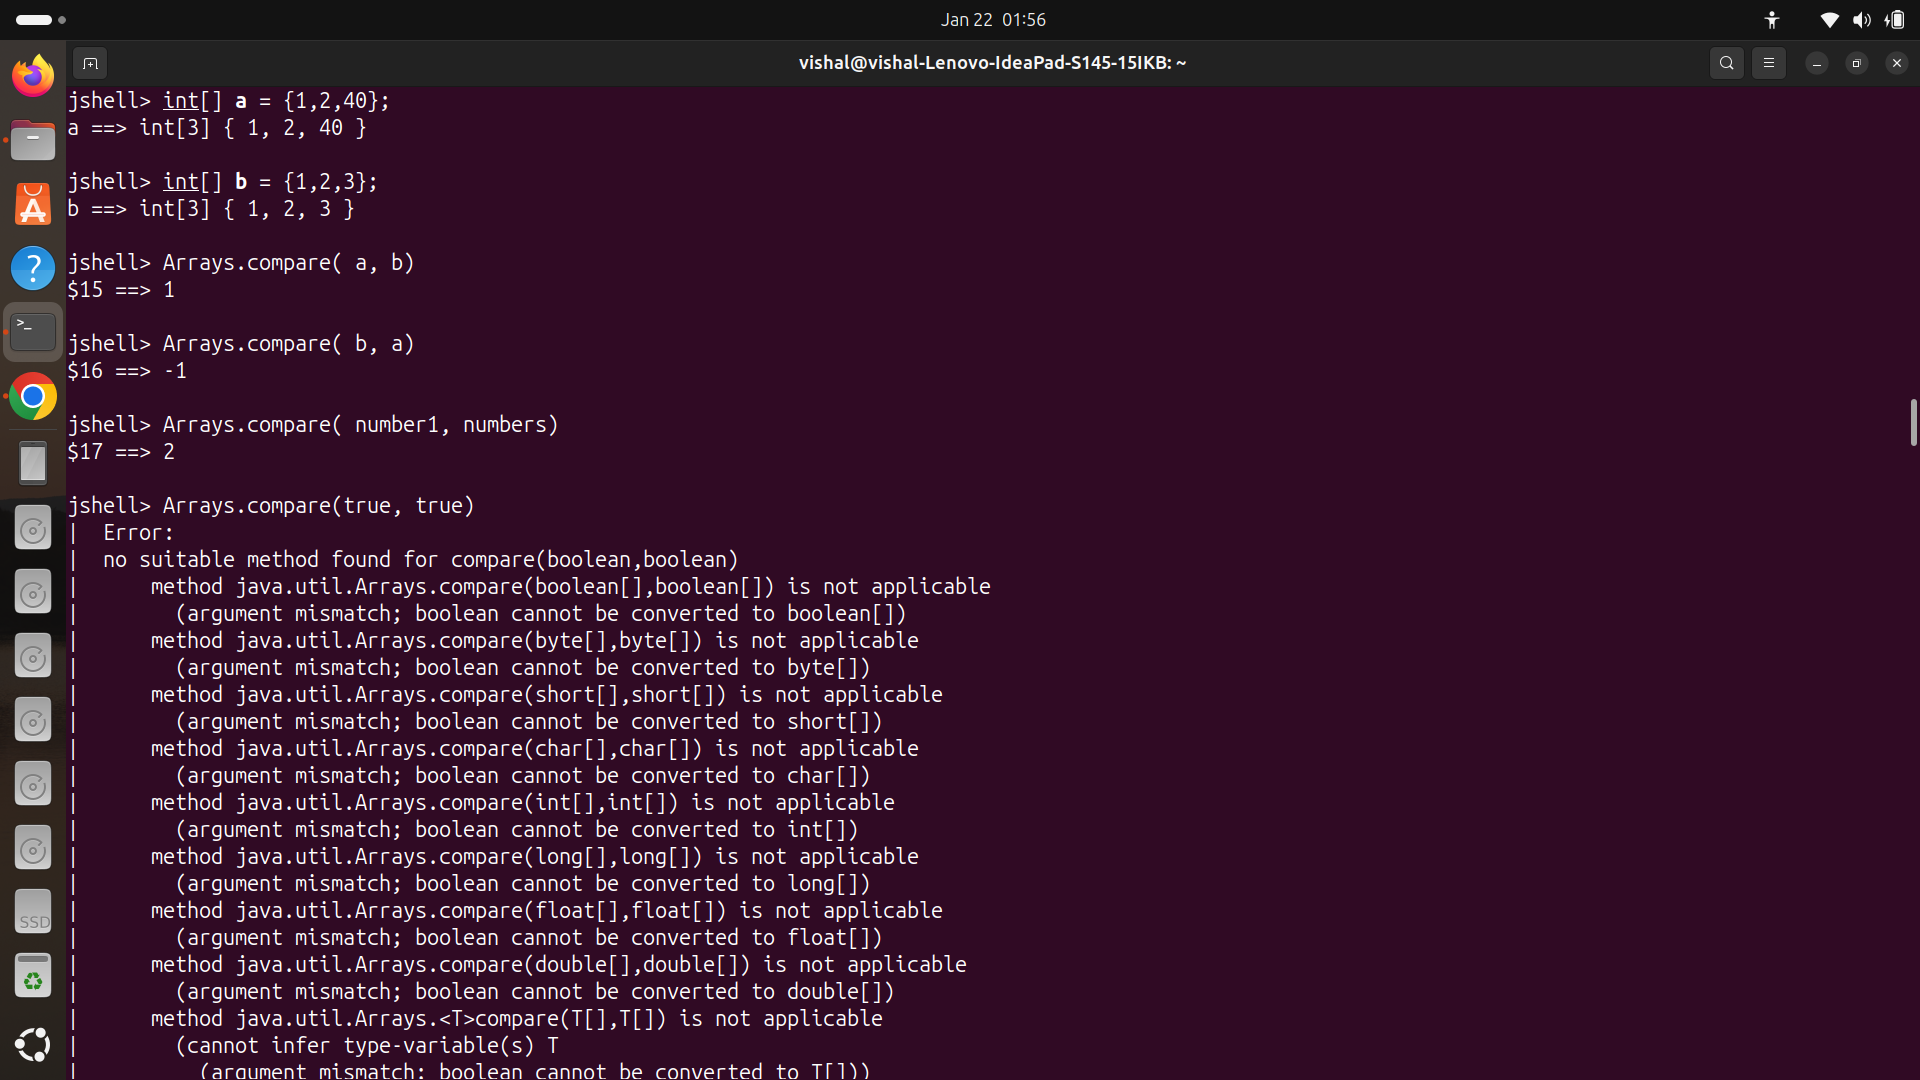 Jan 22 01:56
vishal@vishal-Lenovo-IdeaPad-S145-15IKB: ~
jshell> int[] a = {1,2,40};
a ==> int[3] { 1, 2, 40 }
jshell> int[] b = {1,2,3};
b ==> int[3] { 1, 2, 3 }
jshell> Arrays.compare( a, b)
$15 ==> 1
jshell> Arrays.compare( b, a)
$16 ==> -1
jshell> Arrays.compare( number1, numbers)
$17 ==> 2
jshell> Arrays.compare(true, true)
|  Error:
|  no suitable method found for compare(boolean,boolean)
|      method java.util.Arrays.compare(boolean[],boolean[]) is not applicable
|        (argument mismatch; boolean cannot be converted to boolean[])
|      method java.util.Arrays.compare(byte[],byte[]) is not applicable
|        (argument mismatch; boolean cannot be converted to byte[])
|      method java.util.Arrays.compare(short[],short[]) is not applicable
|        (argument mismatch; boolean cannot be converted to short[])
|      method java.util.Arrays.compare(char[],char[]) is not applicable
|        (argument mismatch; boolean cannot be converted to char[])
|      method java.util.Arrays.compare(int[],int[]) is not applicable
|        (argument mismatch; boolean cannot be converted to int[])
|      method java.util.Arrays.compare(long[],long[]) is not applicable
|        (argument mismatch; boolean cannot be converted to long[])
|      method java.util.Arrays.compare(float[],float[]) is not applicable
|        (argument mismatch; boolean cannot be converted to float[])
|      method java.util.Arrays.compare(double[],double[]) is not applicable
|        (argument mismatch; boolean cannot be converted to double[])
|      method java.util.Arrays.<T>compare(T[],T[]) is not applicable
|        (cannot infer type-variable(s) T
|          (argument mismatch; boolean cannot be converted to T[]))
SSD